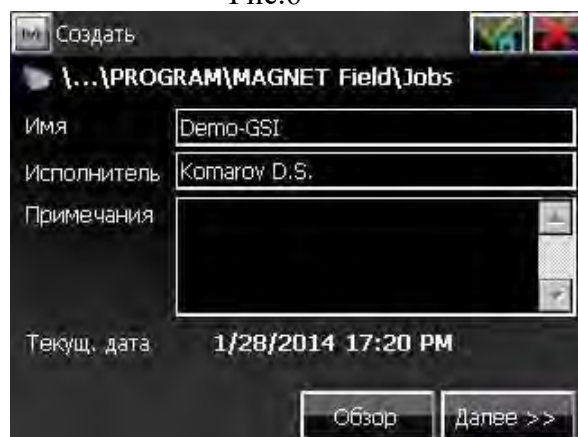 Создать
\...\PROGRAM\MAGNET Field\Jobs
Имя Demo-GSI
Исполнитель Komarov D.S.
Примечания
Текущ. дата 1/28/2014 17:20 PM
Обзор Далее >>